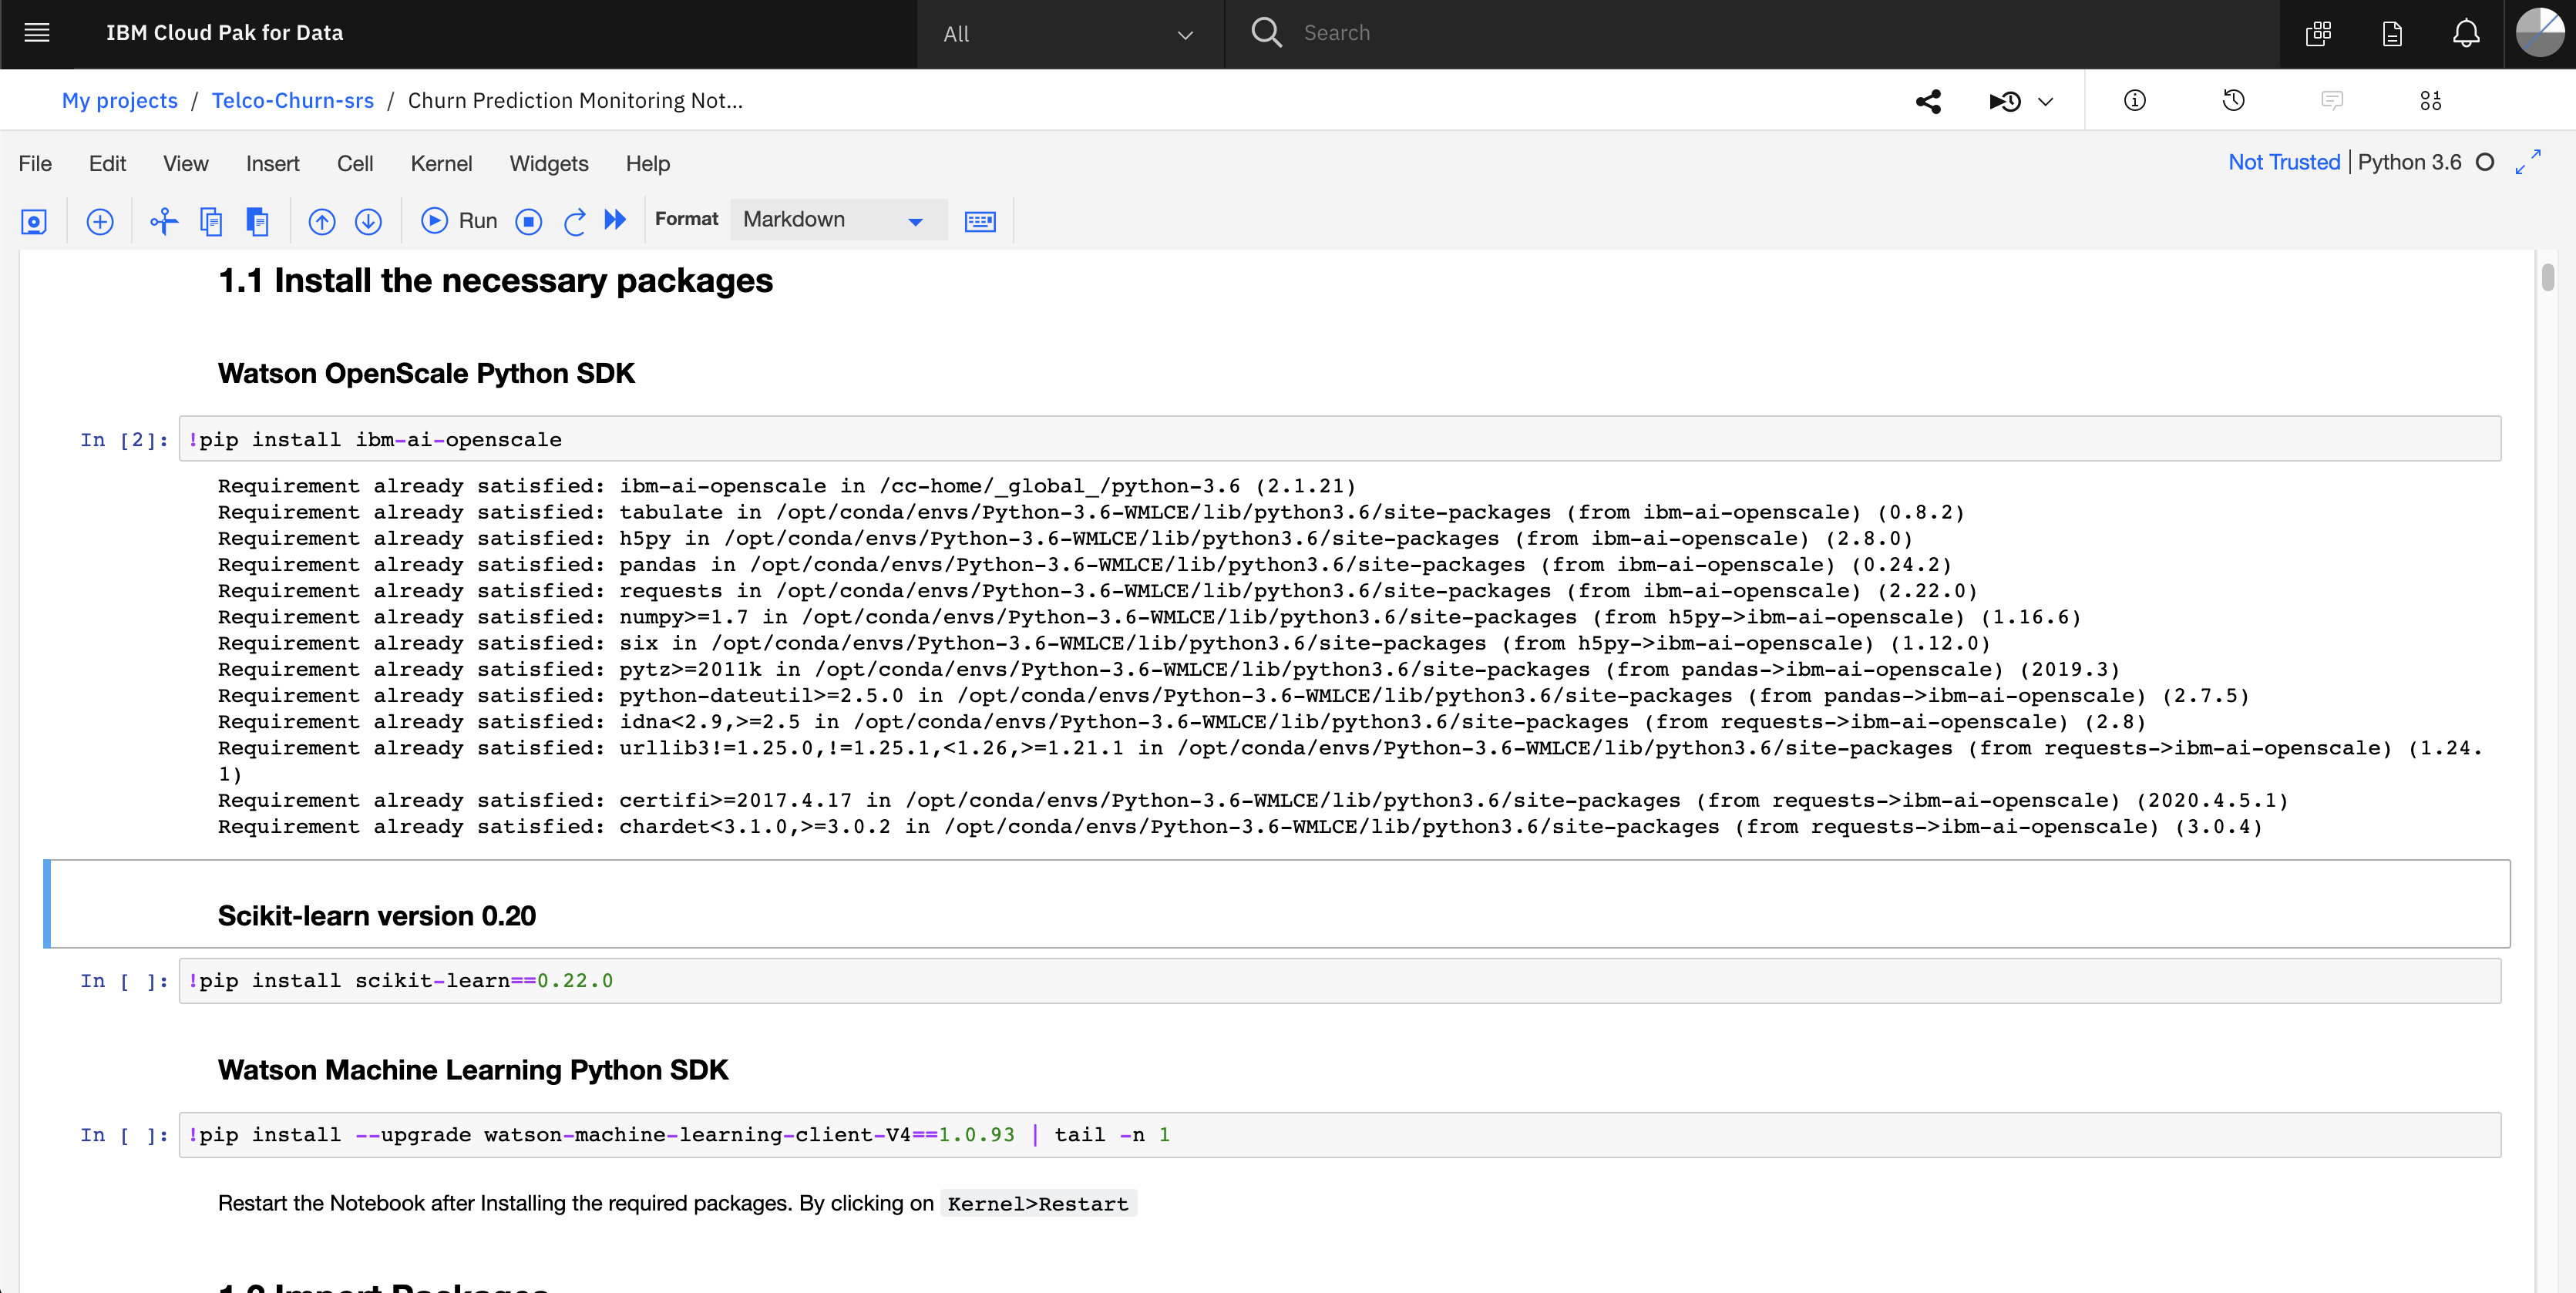 IBM Cloud Pak for Data
All
Search
My projects / Telco-Churn-srs / Churn Prediction Monitoring Not...
File Edit View Insert Cell Kernel Widgets Help
Not Trusted | Python 3.6
Run
Format
Markdown
1.1 Install the necessary packages
Watson OpenScale Python SDK
In [2]: !pip install ibm-ai-openscale
Requirement already satisfied: ibm-ai-openscale in /cc-home/_global_/python-3.6 (2.1.21)
Requirement already satisfied: tabulate in /opt/conda/envs/Python-3.6-WMLCE/lib/python3.6/site-packages (from ibm-ai-openscale) (0.8.2)
Requirement already satisfied: h5py in /opt/conda/envs/Python-3.6-WMLCE/lib/python3.6/site-packages (from ibm-ai-openscale) (2.8.0)
Requirement already satisfied: pandas in /opt/conda/envs/Python-3.6-WMLCE/lib/python3.6/site-packages (from ibm-ai-openscale) (0.24.2)
Requirement already satisfied: requests in /opt/conda/envs/Python-3.6-WMLCE/lib/python3.6/site-packages (from ibm-ai-openscale) (2.22.0)
Requirement already satisfied: numpy>=1.7 in /opt/conda/envs/Python-3.6-WMLCE/lib/python3.6/site-packages (from h5py->ibm-ai-openscale) (1.16.6)
Requirement already satisfied: six in /opt/conda/envs/Python-3.6-WMLCE/lib/python3.6/site-packages (from h5py->ibm-ai-openscale) (1.12.0)
Requirement already satisfied: pytz>=2011k in /opt/conda/envs/Python-3.6-WMLCE/lib/python3.6/site-packages (from pandas->ibm-ai-openscale) (2019.3)
Requirement already satisfied: python-dateutil>=2.5.0 in /opt/conda/envs/Python-3.6-WMLCE/lib/python3.6/site-packages (from pandas->ibm-ai-openscale) (2.7.5)
Requirement already satisfied: idna<2.9,>=2.5 in /opt/conda/envs/Python-3.6-WMLCE/lib/python3.6/site-packages (from requests->ibm-ai-openscale) (2.8)
Requirement already satisfied: urllib3!=1.25.0,!=1.25.1,<1.26,>=1.21.1 in /opt/conda/envs/Python-3.6-WMLCE/lib/python3.6/site-packages (from requests->ibm-ai-openscale) (1.24.
1)
Requirement already satisfied: certifi>=2017.4.17 in /opt/conda/envs/Python-3.6-WMLCE/lib/python3.6/site-packages (from requests->ibm-ai-openscale) (2020.4.5.1)
Requirement already satisfied: chardet<3.1.0,>=3.0.2 in /opt/conda/envs/Python-3.6-WMLCE/lib/python3.6/site-packages (from requests->ibm-ai-openscale) (3.0.4)
Scikit-learn version 0.20
In [ ]: !pip install scikit-learn==0.22.0
Watson Machine Learning Python SDK
In [ ]: !pip install --upgrade watson-machine-learning-client-V4==1.0.93 | tail -n 1
Restart the Notebook after Installing the required packages. By clicking on Kernel>Restart
Import Packages